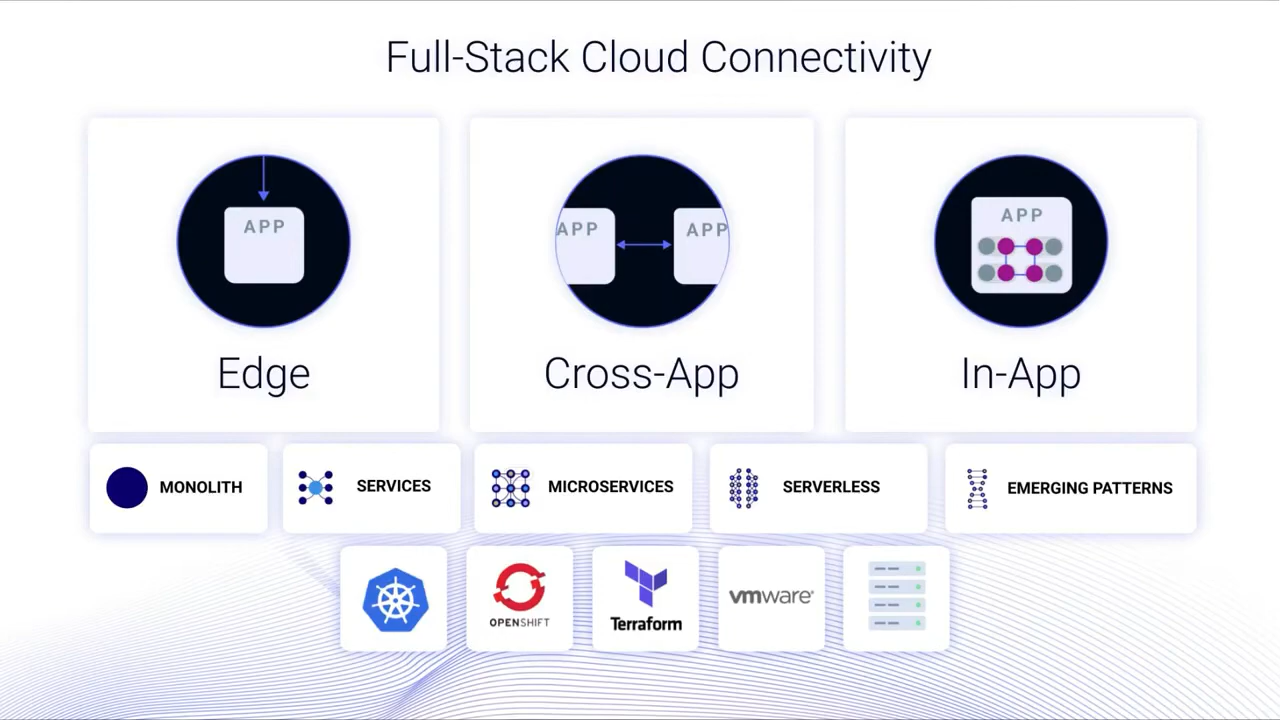 Full-Stack Cloud Connectivity
APP
APP
APP
APP
Edge
Cross-App
In-App
MONOLITH
SERVICES
MICROSERVICES
SERVERLESS
EMERGING PATTERNS
OPENSHIFT
Terraform
vmware®